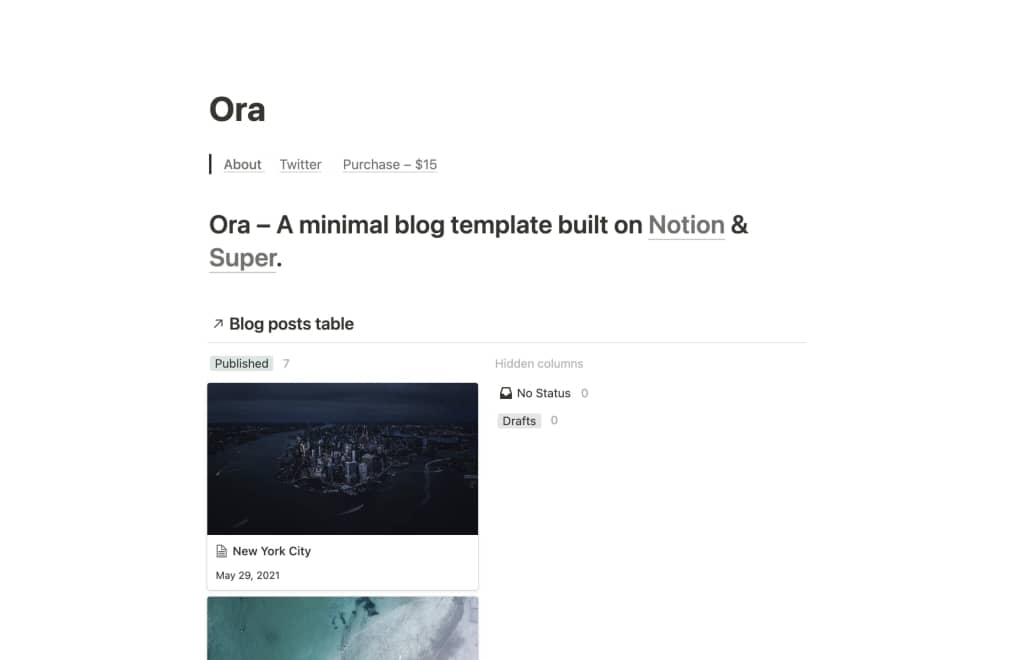 Ora
About Twitter Purchase – $15
Ora – A minimal blog template built on Notion &
Super.
Blog posts table
Published 7
Hidden columns
No Status 0
Drafts 0
New York City
May 29, 2021